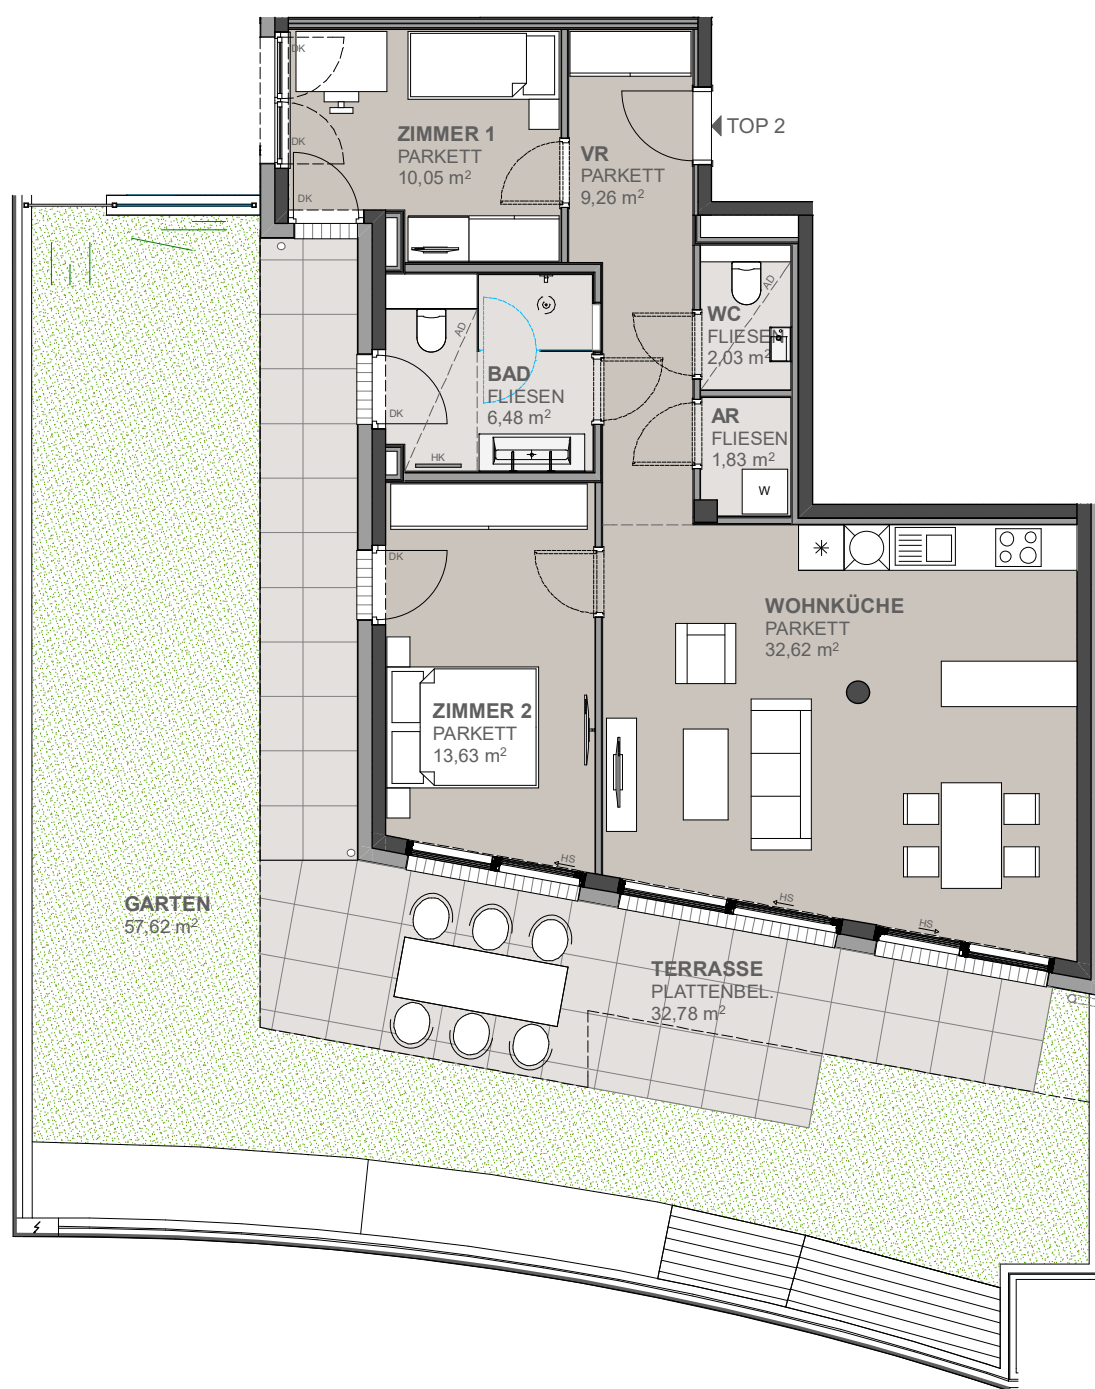 DK
ZIMMER 1
PARKETT
10,05 m²
DK
DK
VR
PARKETT
9,26 m²
TOP 2
WC
FLIESEN
2,03 m²
AD
AD
BAD
FLIESEN
6,48 m²
DK
HK
AR
FLIESEN
1,83 m²
W
DK
WOHNKÜCHE
PARKETT
32,62 m²
ZIMMER 2
PARKETT
13,63 m²
HS
HS
HS
GARTEN
57,62 m²
TERRASSE
PLATTENBEL.
32,78 m²